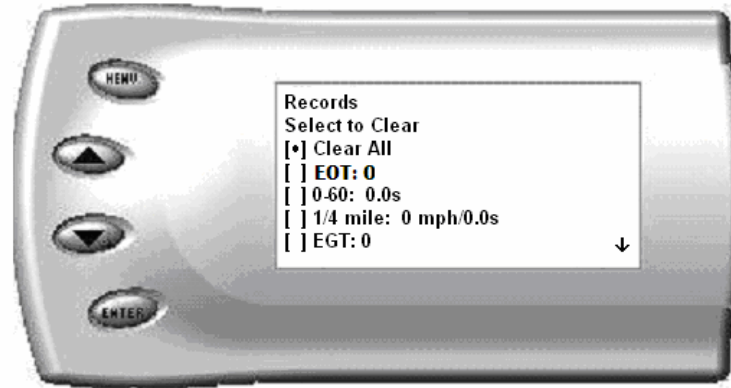 MENU
Records
Select to Clear
[•] Clear All
[ ] EOT: 0
[ ] 0-60: 0.0s
[ ] 1/4 mile: 0 mph/0.0s
[ ] EGT: 0
ENTER